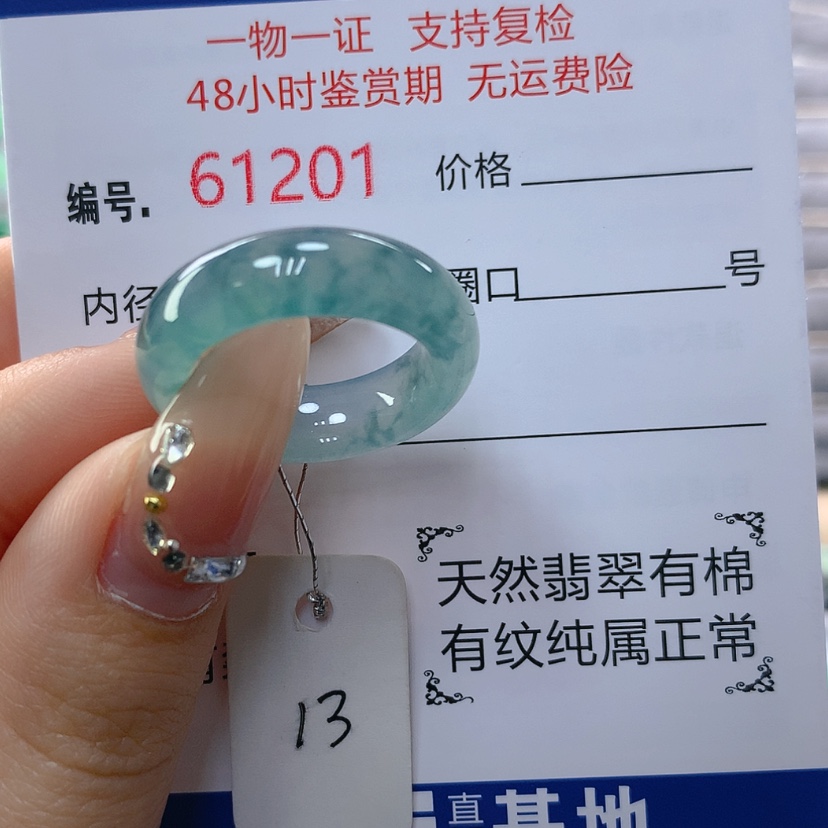 一物一证 支持复检
48小时鉴赏期 无运费险
编号. 61201 价格
内径 圈口 号
天然翡翠有棉
有纹纯属正常
13
直 基地